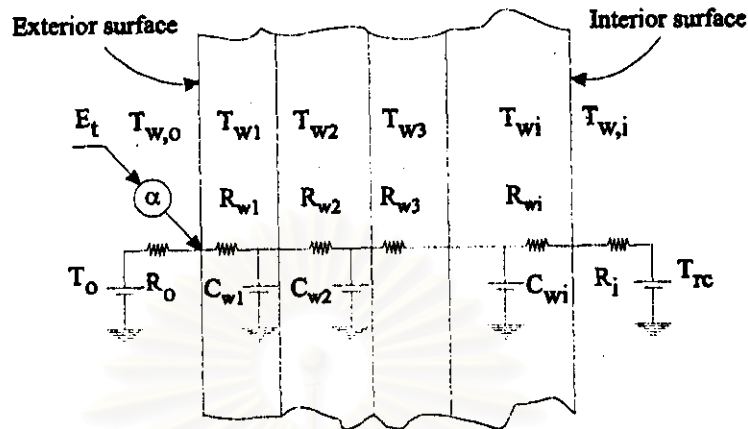 Exterior surface
Interior surface
E_t
T_w,o
T_w1
T_w2
T_w3
T_wi
T_w,i
α
R_w1
R_w2
R_w3
R_wi
T_o
R_o
C_w1
C_w2
C_wi
R_i
T_rc